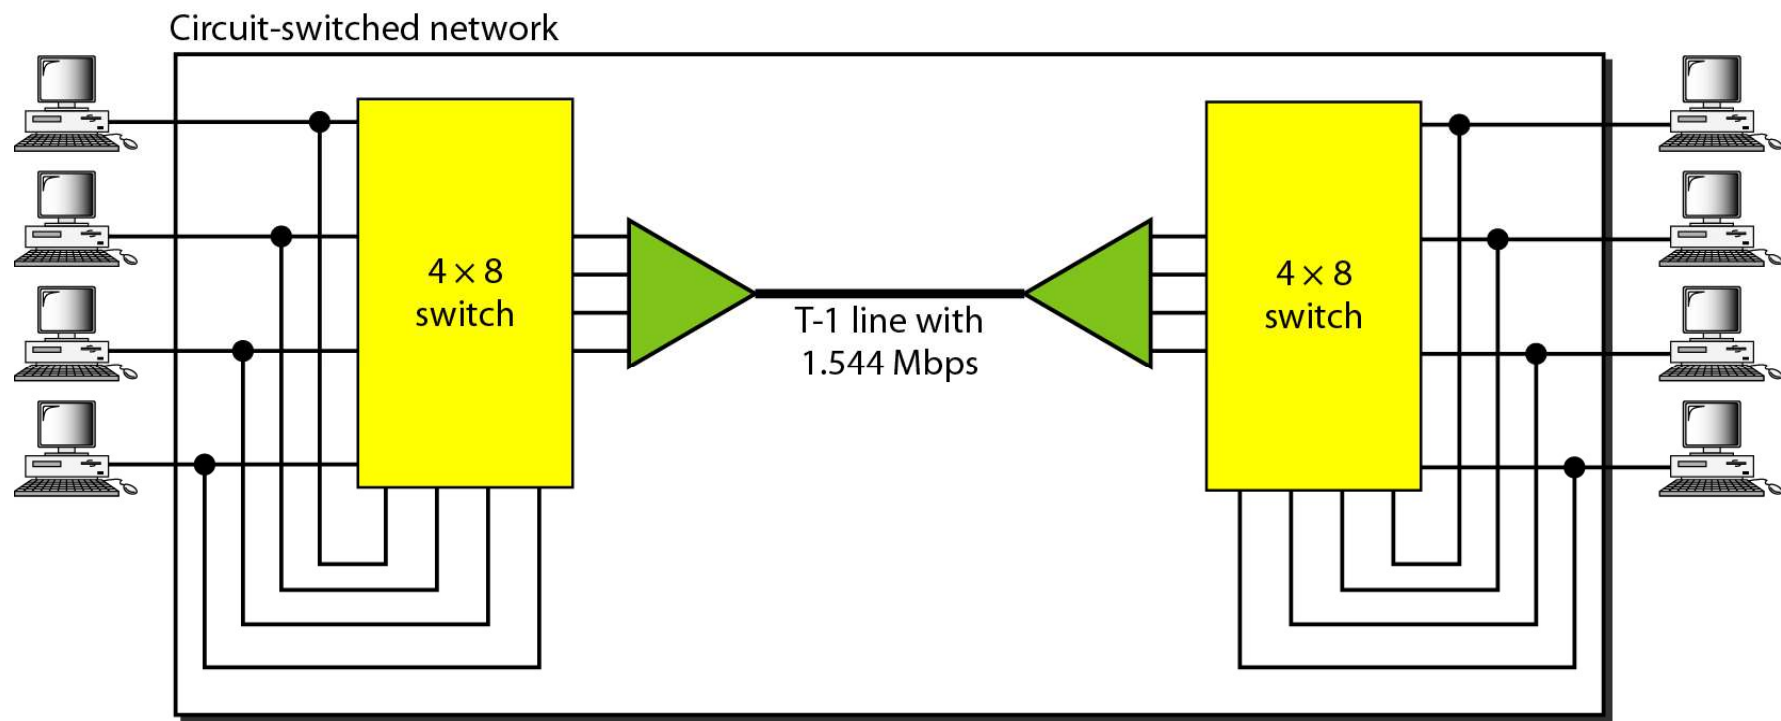 Circuit-switched network
4 × 8
switch
T-1 line with
1.544 Mbps
4 × 8
switch